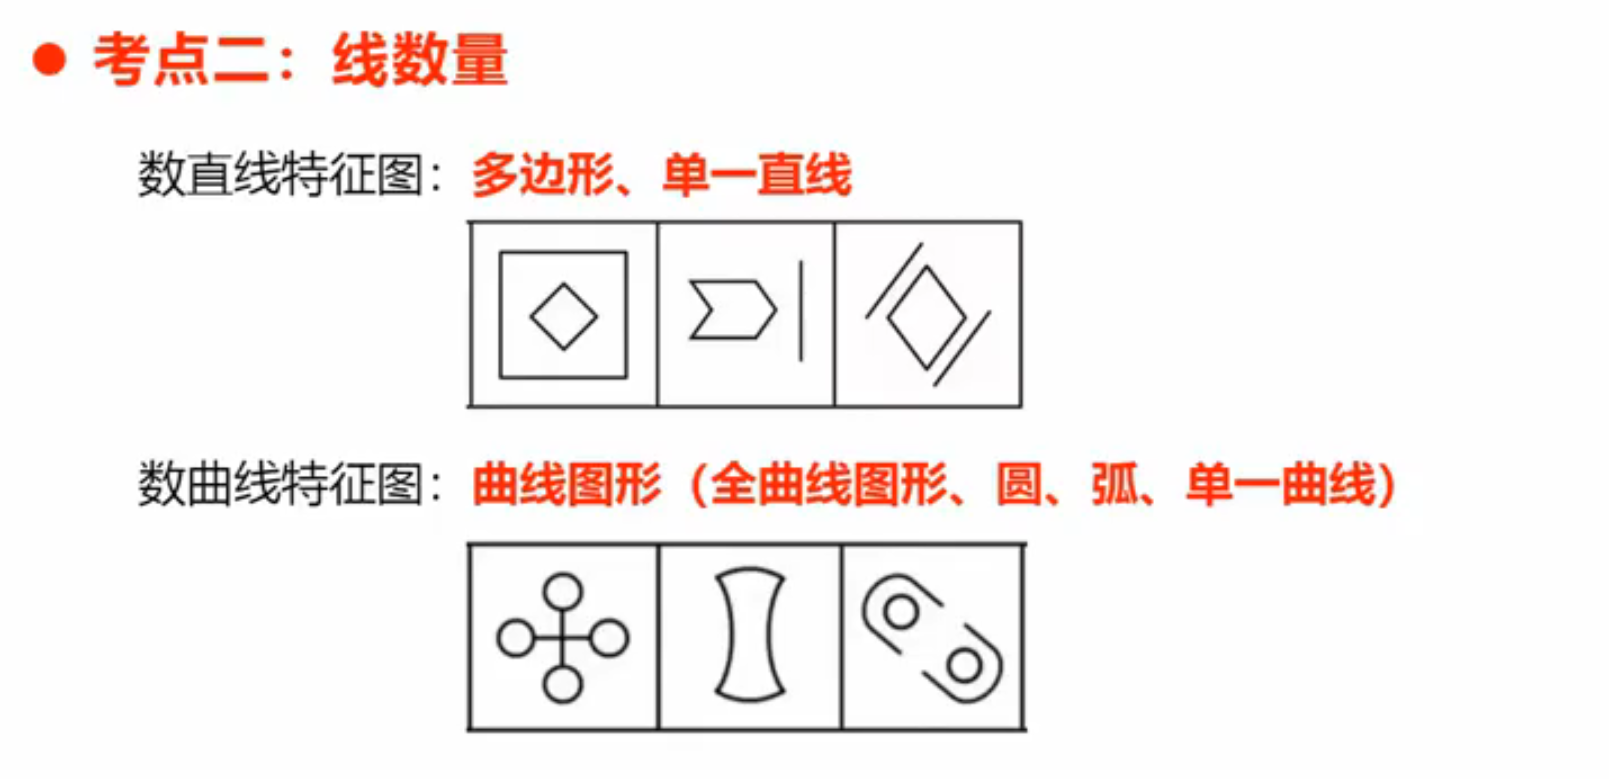 ● 考点二：线数量
数直线特征图：多边形、单一直线
数曲线特征图：曲线图形（全曲线图形、圆、弧、单一曲线）